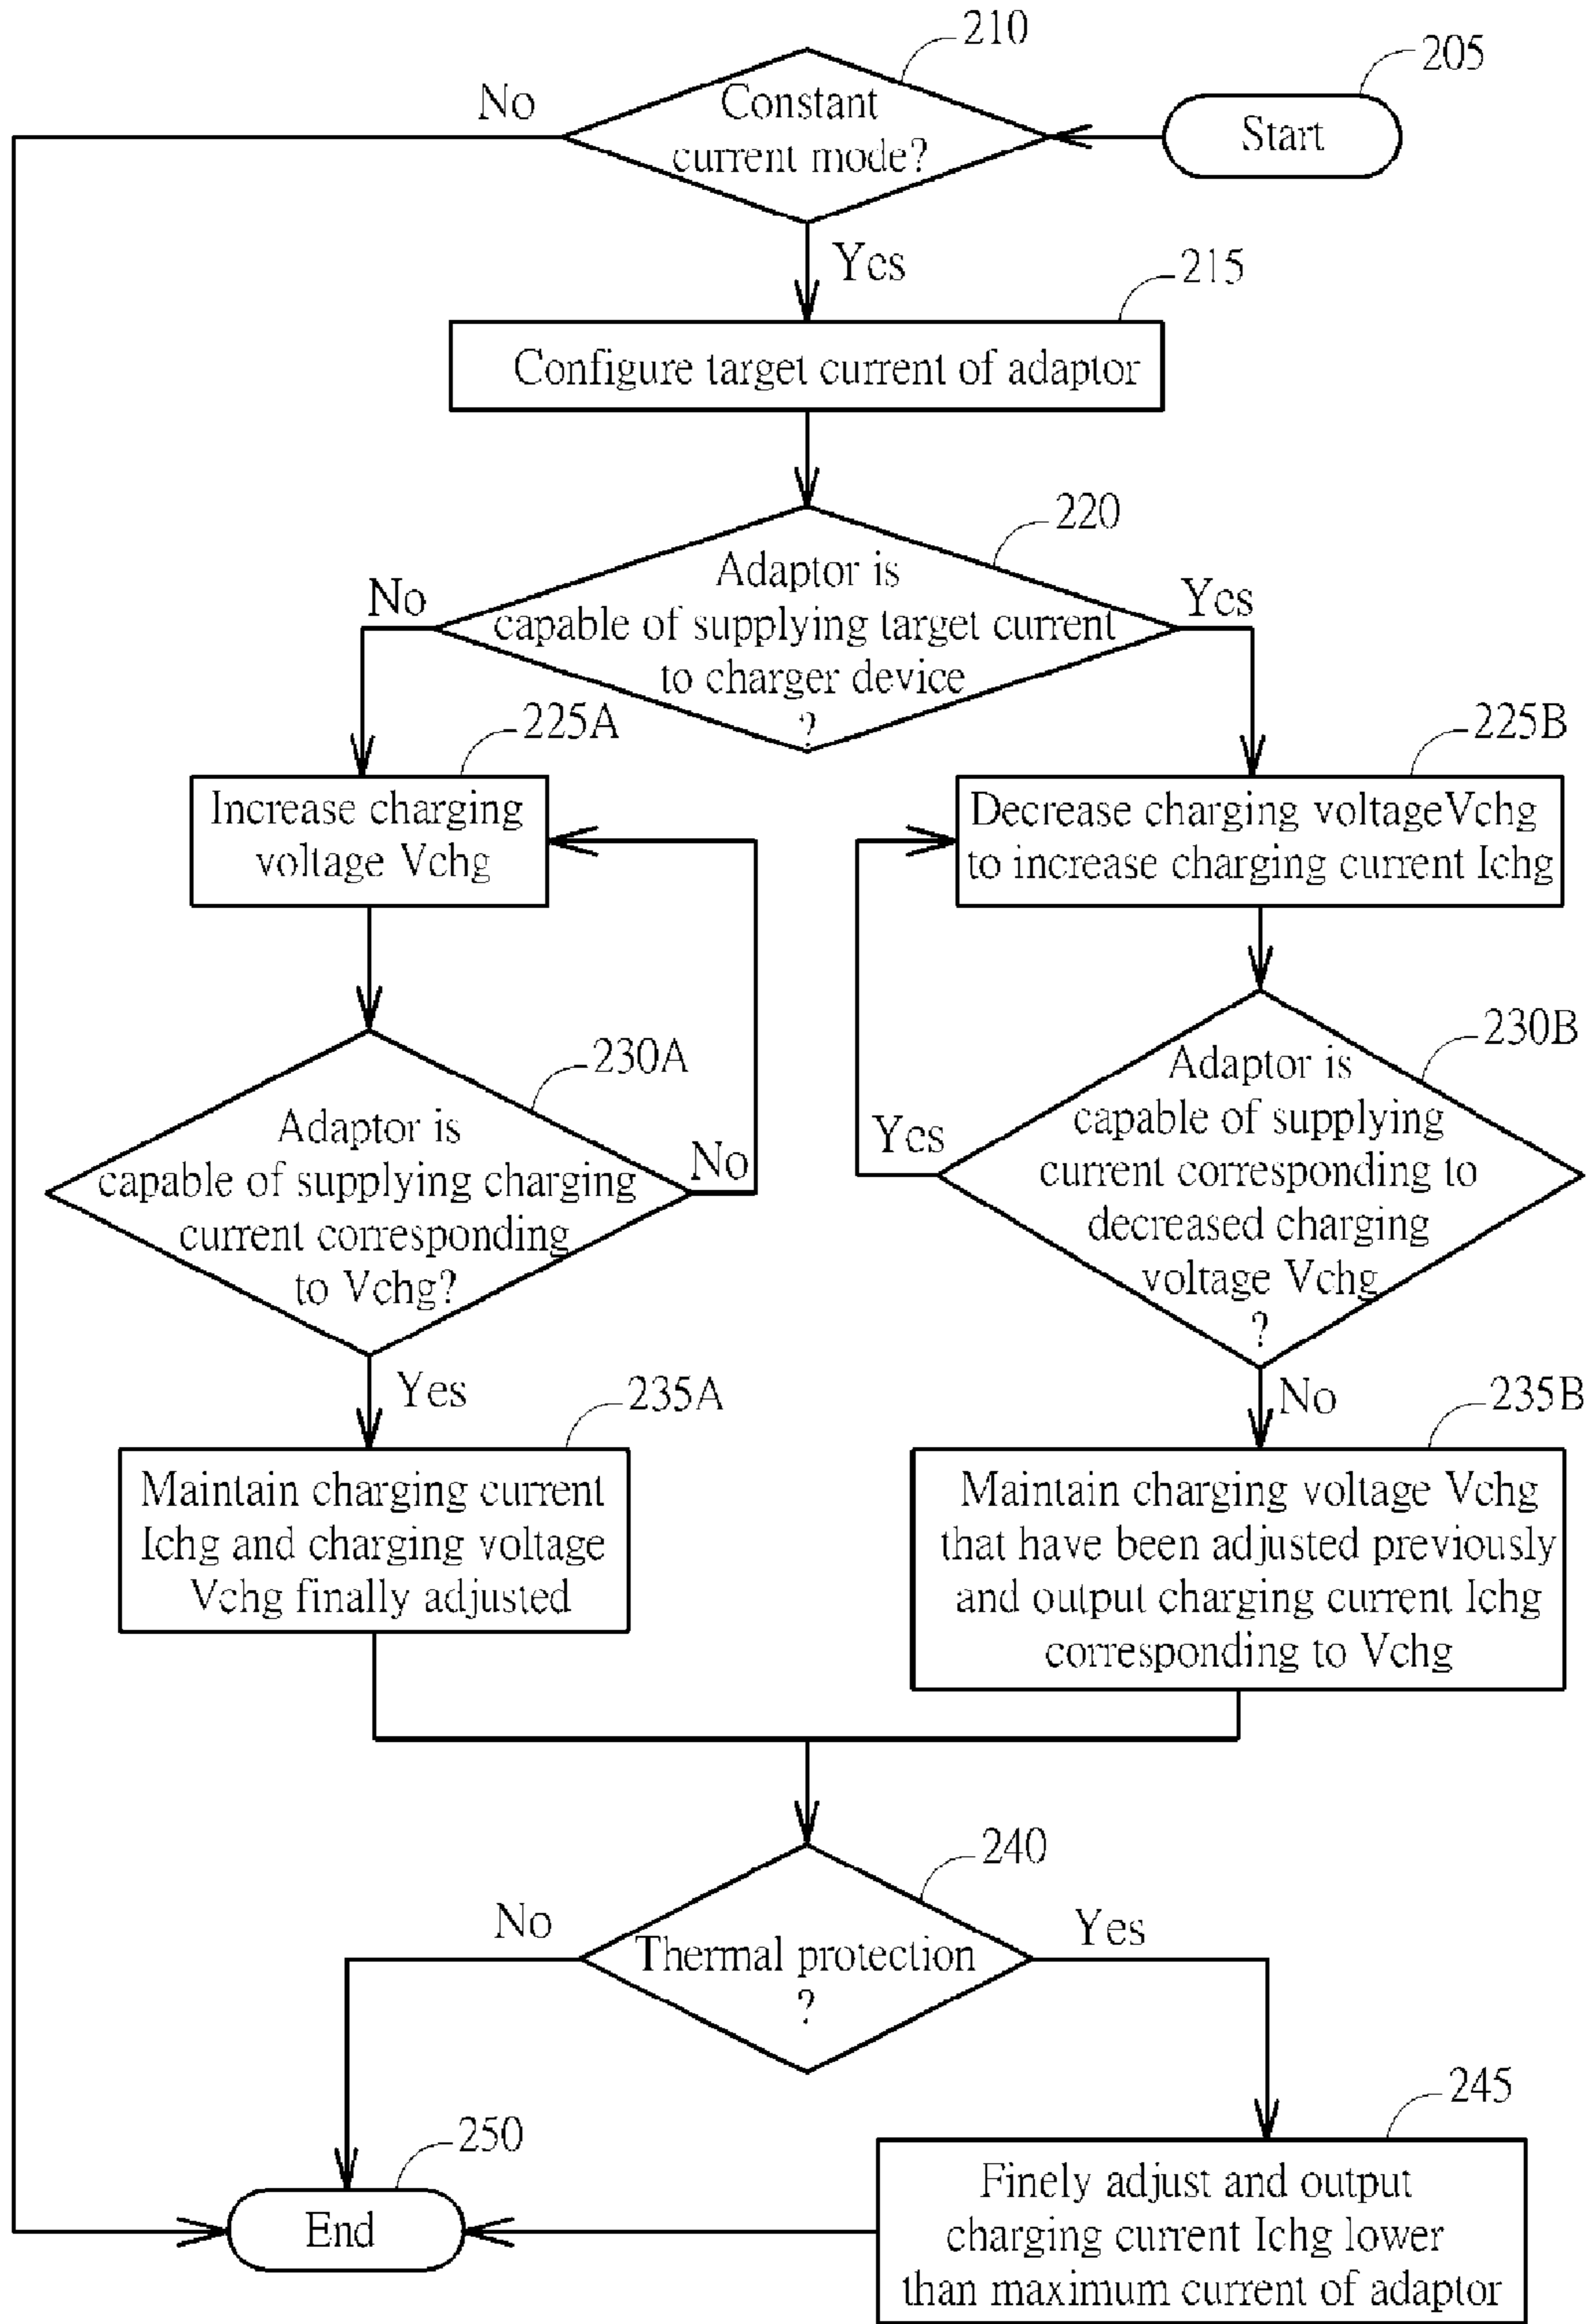 210
205
No
Constant
current mode?
Start
Yes
215
Configure target current of adaptor
220
No
Adaptor is
capable of supplying target current
to charger device
?
Yes
225A
Increase charging
voltage Vchg
225B
Decrease charging voltageVchg
to increase charging current Ichg
230A
Adaptor is
capable of supplying charging
current corresponding
to Vchg?
No
230B
Adaptor is
capable of supplying
current corresponding to
decreased charging
voltage Vchg
?
Yes
Yes
235A
Maintain charging current
Ichg and charging voltage
Vchg finally adjusted
No
235B
Maintain charging voltage Vchg
that have been adjusted previously
and output charging current Ichg
corresponding to Vchg
240
No
Thermal protection
?
Yes
250
End
245
Finely adjust and output
charging current Ichg lower
than maximum current of adaptor